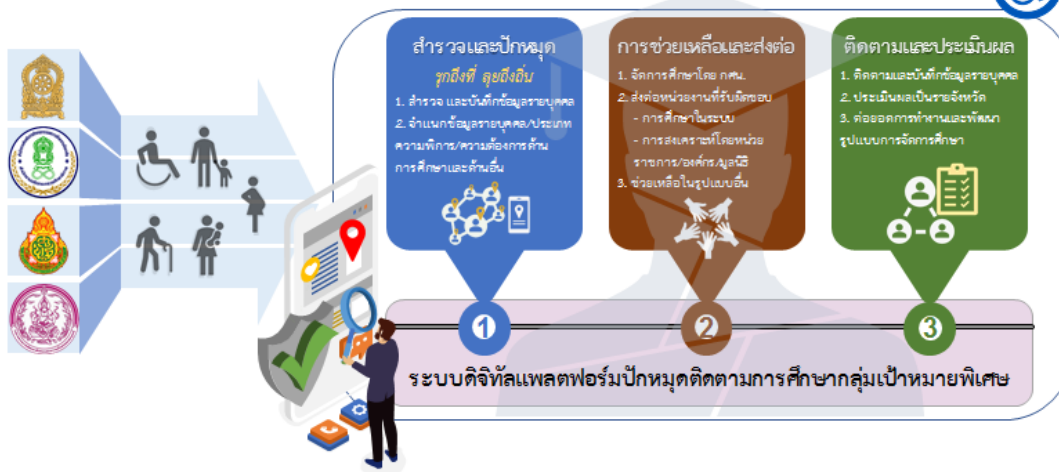 สำรวจและปักหมุด
รุกถึงที่ ลุยถึงถิ่น
1. สำรวจ และบันทึกข้อมูลรายบุคคล
2. จำแนกข้อมูลรายบุคคล/ประเภท
ความพิการ/ความต้องการด้าน
การศึกษาและด้านอื่น
การช่วยเหลือและส่งต่อ
1. จัดการศึกษาโดย กศน.
2. ส่งต่อหน่วยงานที่รับผิดชอบ
- การศึกษาในระบบ
- การสงเคราะห์โดยหน่วย
ราชการ/องค์กร/มูลนิธิ
3. ช่วยเหลือในรูปแบบอื่น
ติดตามและประเมินผล
1. ติดตามและบันทึกข้อมูลรายบุคคล
2. ประเมินผลเป็นรายจังหวัด
3. ต่อยอดการทำงานและพัฒนา
รูปแบบการจัดการศึกษา
1
2
3
ระบบดิจิทัลแพลตฟอร์มปักหมุดติดตามการศึกษากลุ่มเป้าหมายพิเศษ